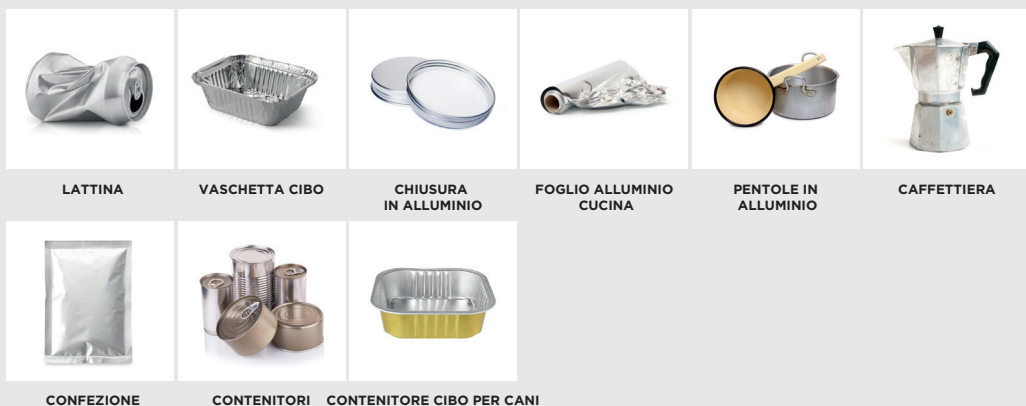 LATTINA
VASCHETTA CIBO
CHIUSURA
IN ALLUMINIO
FOGLIO ALLUMINIO
CUCINA
PENTOLE IN
ALLUMINIO
CAFFETTIERA
CONFEZIONE
CONTENITORI
CONTENITORE CIBO PER CANI